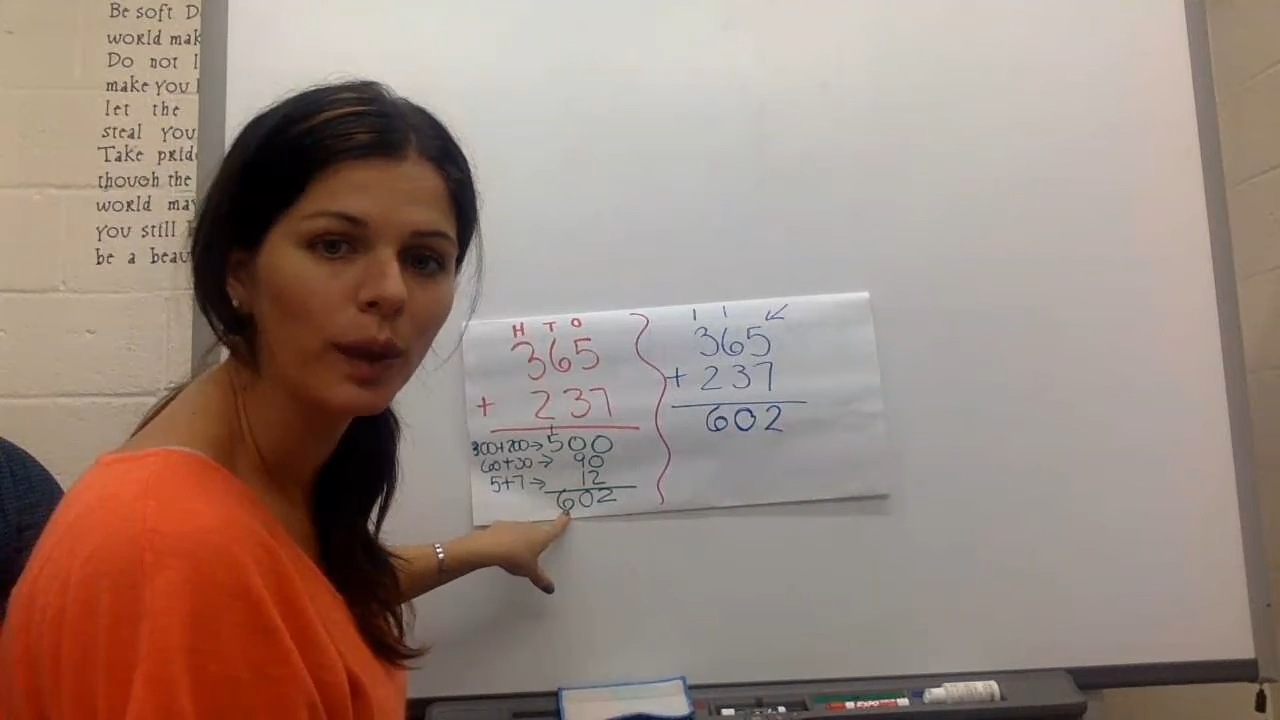 Be soft D
world mak
Do not l
make you
let the
steal you
Take prid
though the
world may
you still
be a beau
H T O
365
+ 237
1
300+200→ 500
60+30→ 90
5+7→ 12
602
1 1
365
+ 237
602
EXPO